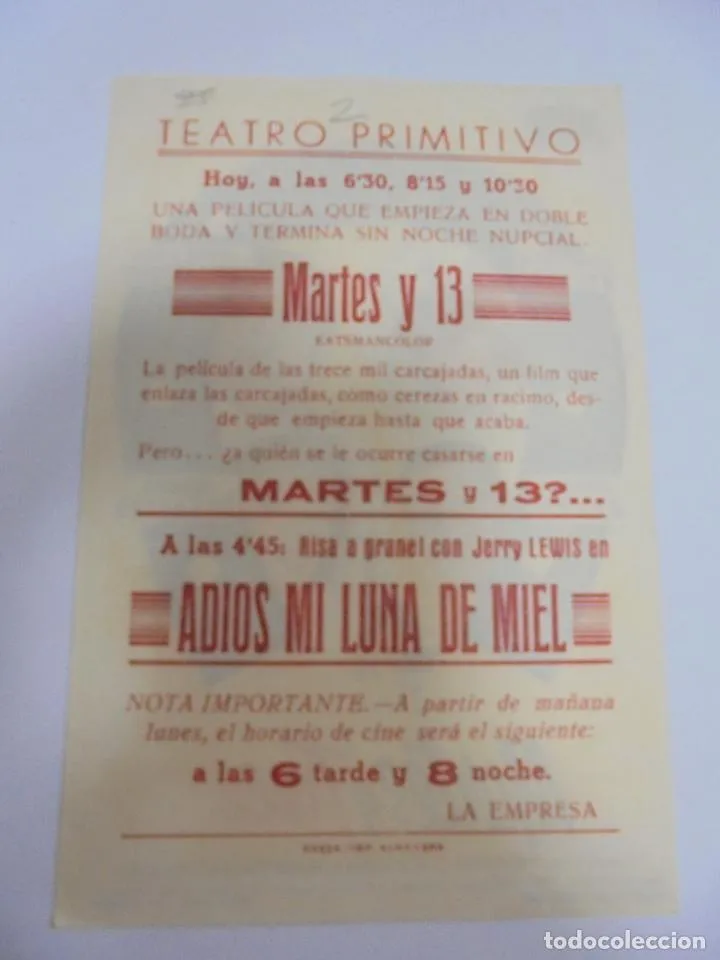 2
TEATRO PRIMITIVO
Hoy, a las 6'30, 8'15 y 10'30
UNA PELÍCULA QUE EMPIEZA EN DOBLE
BODA Y TERMINA SIN NOCHE NUPCIAL.
Martes y 13
EATSMANCOLOR
La película de las trece mil carcajadas, un film que
enlaza las carcajadas, como cerezas en racimo, des-
de que empieza hasta que acaba.
Pero... ¿a quién se le ocurre casarse en
MARTES y 13?...
A las 4'45: Risa a granel con Jerry LEWIS en
ADIOS MI LUNA DE MIEL
NOTA IMPORTANTE.—A partir de mañana
lunes, el horario de cine será el siguiente:
a las 6 tarde y 8 noche.
LA EMPRESA
todocoleccion
todocoleccion.net